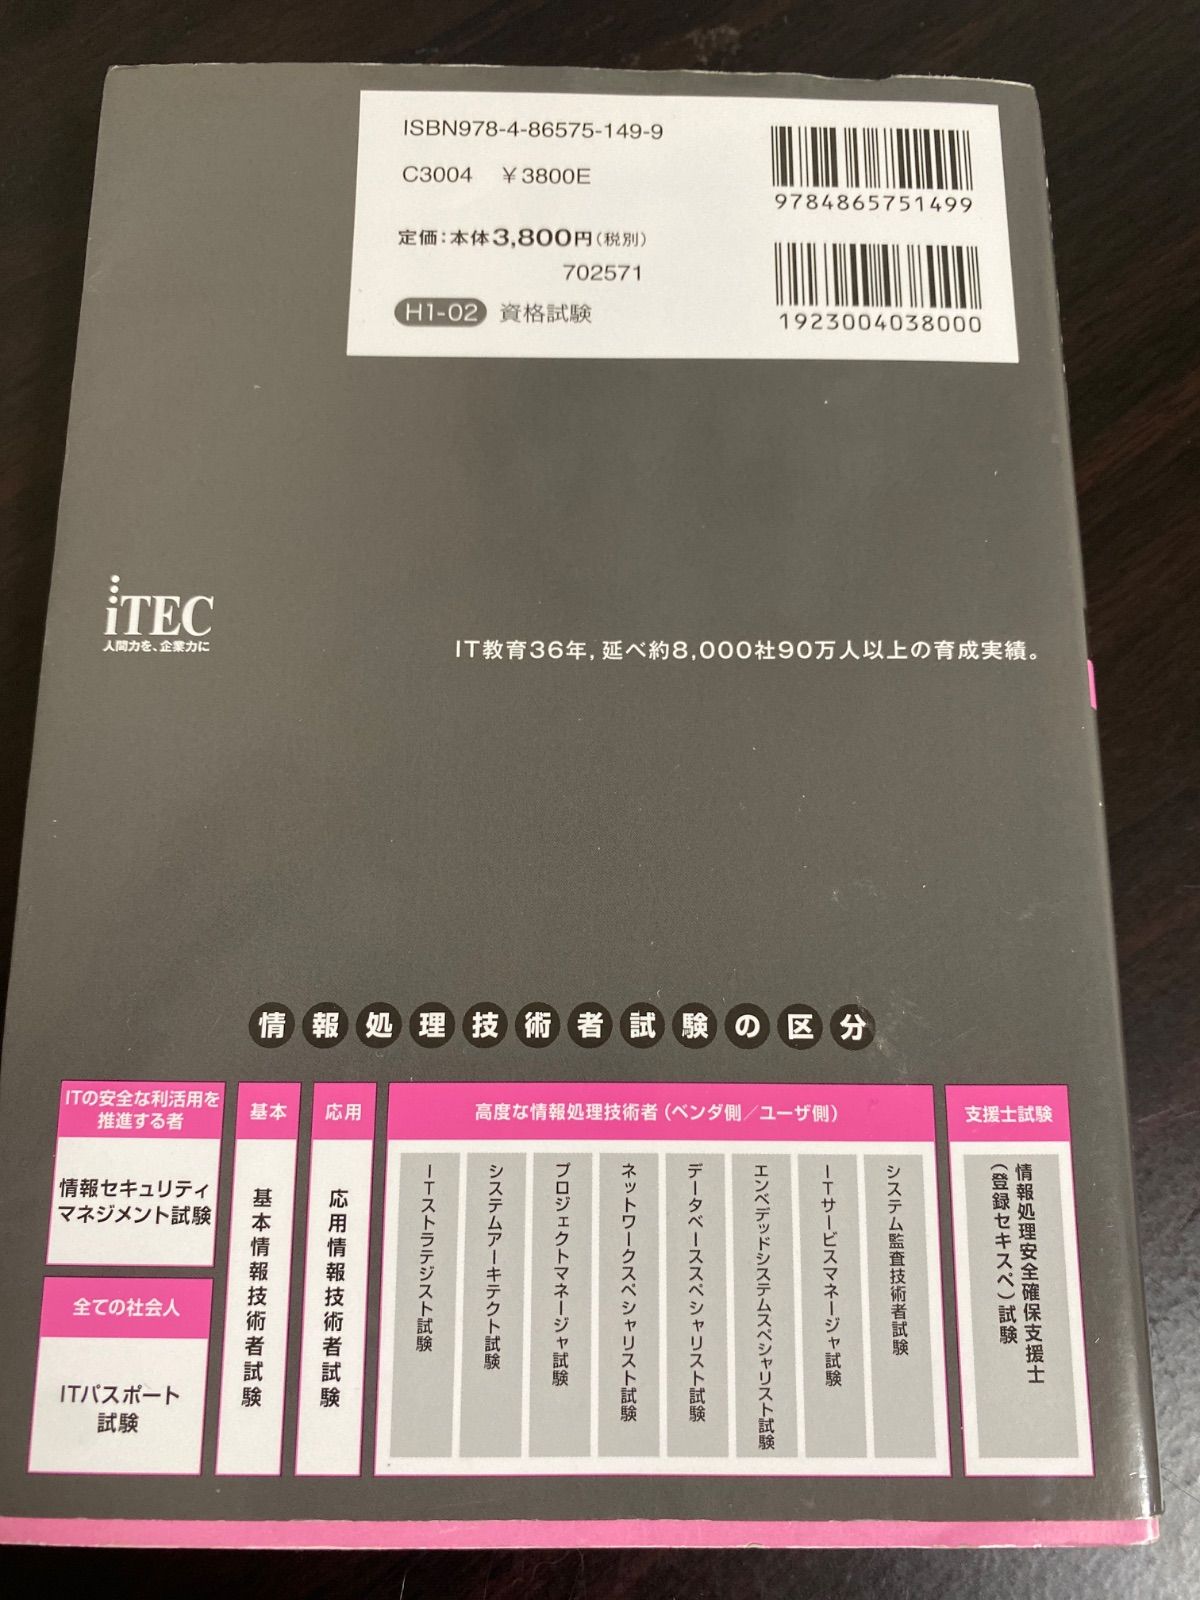 ISBN978-4-86575-149-9
C3004 ￥3800E
定価：本体3,800円（税別）
702571
H1-02 資格試験
9784865751499
1923004038000
iTEC
人間力を、企業力に
IT教育36年，延べ約8,000社90万人以上の育成実績。
情報処理技術者試験の区分
ITの安全な利活用を
推進する者
情報セキュリティ
マネジメント試験
全ての社会人
ITパスポート
試験
基本
基本情報技術者試験
応用
応用情報技術者試験
高度な情報処理技術者（ベンダ側／ユーザ側）
ITストラテジスト試験
システムアーキテクト試験
プロジェクトマネージャ試験
ネットワークスペシャリスト試験
データベーススペシャリスト試験
エンベデッドシステムスペシャリスト試験
ITサービスマネージャ試験
システム監査技術者試験
支援士試験
情報処理安全確保支援士
（登録セキスペ）試験